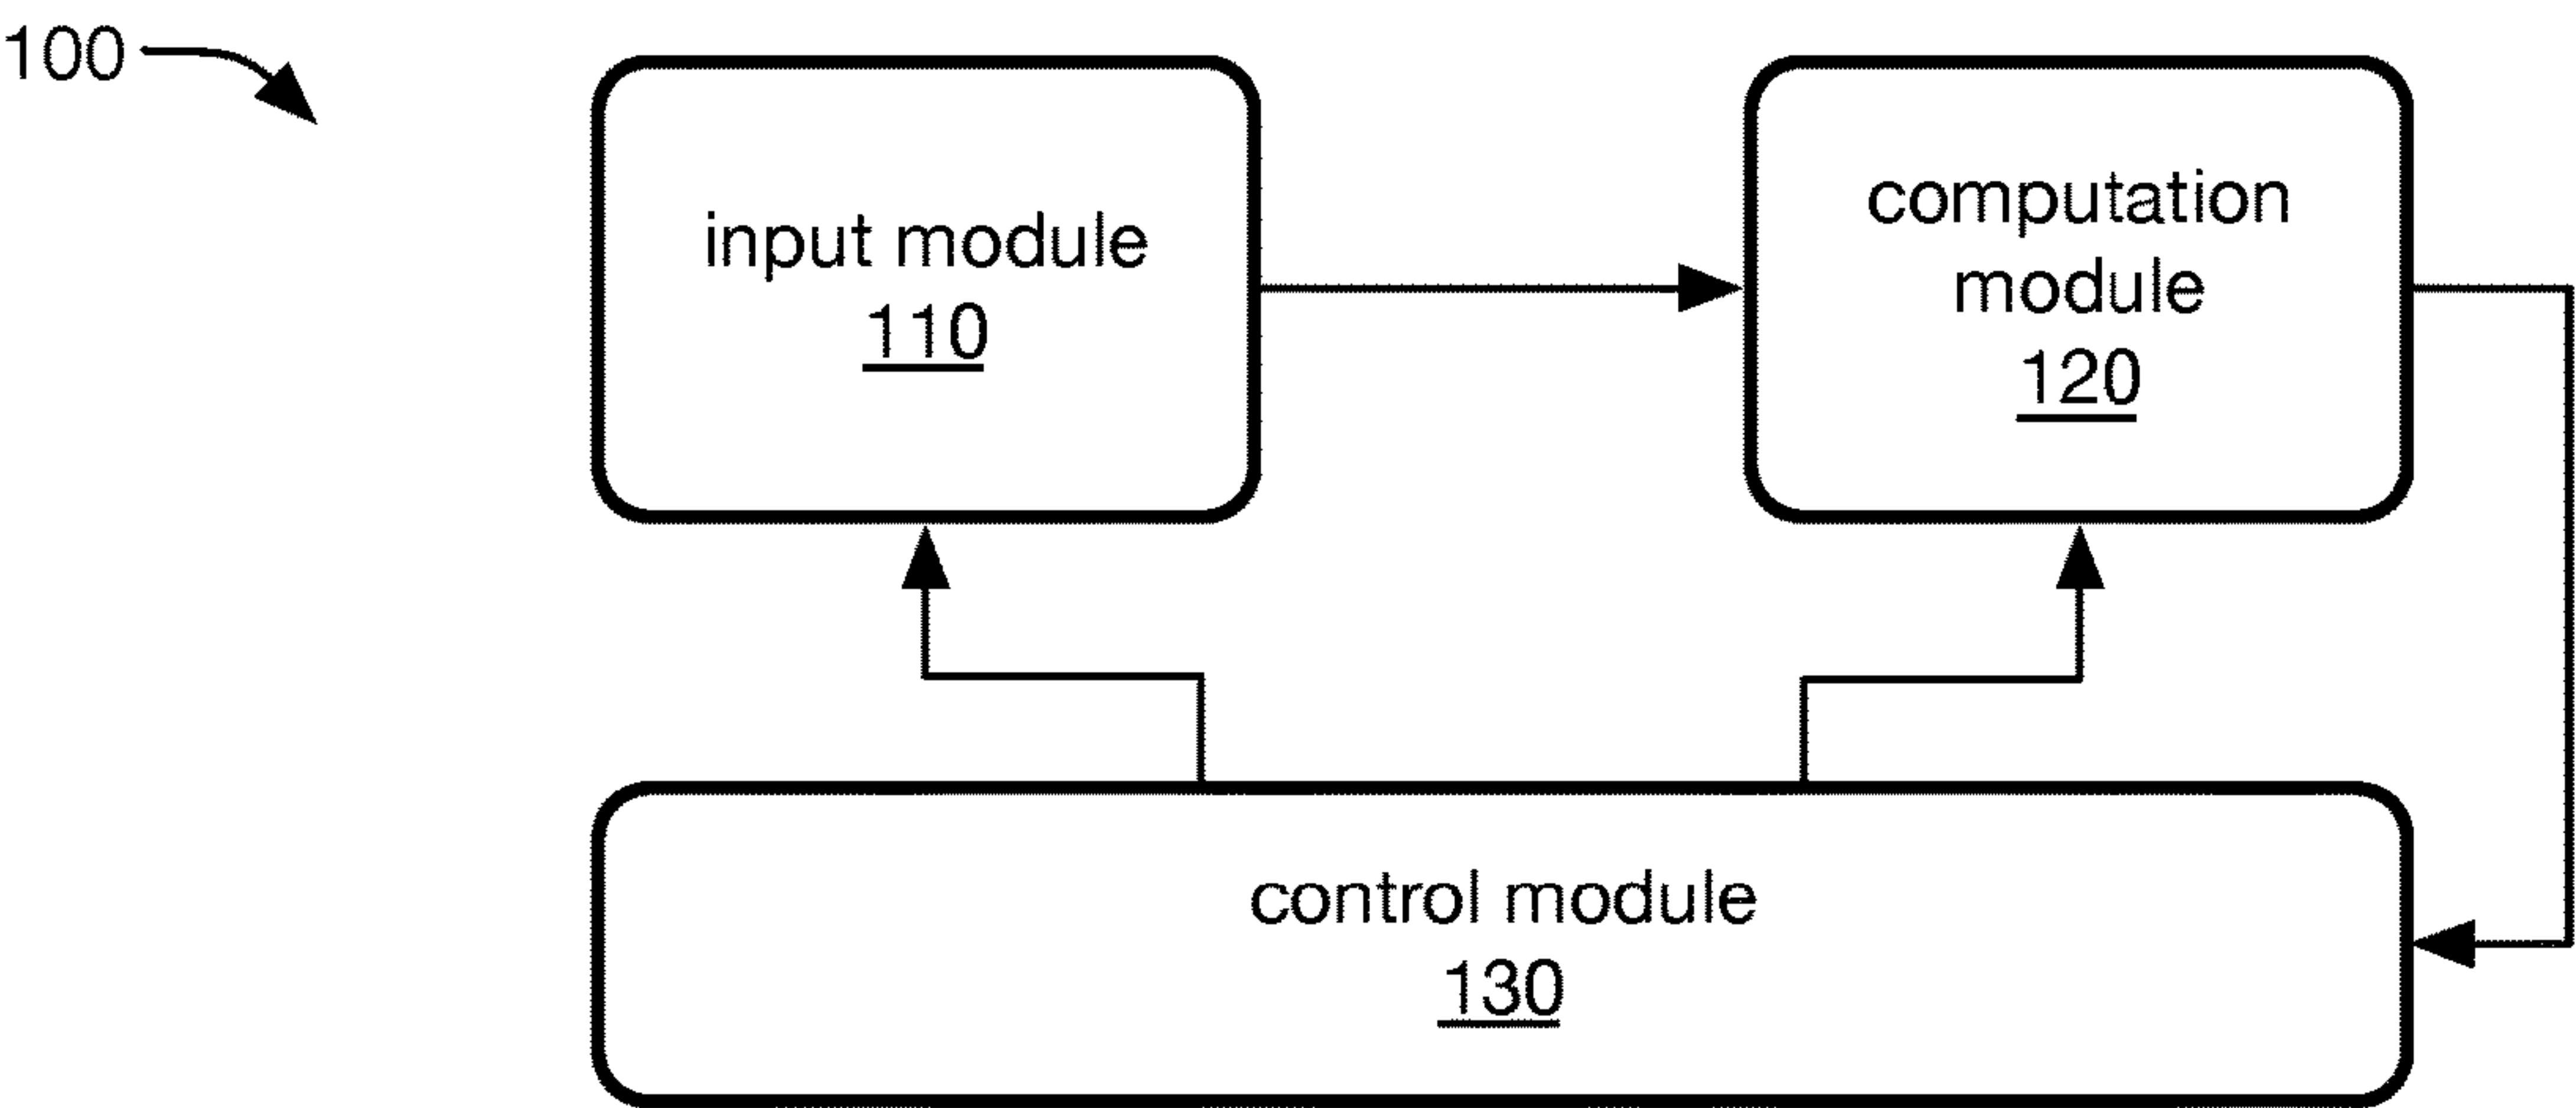 100
input module
110
computation
module
120
control module
130